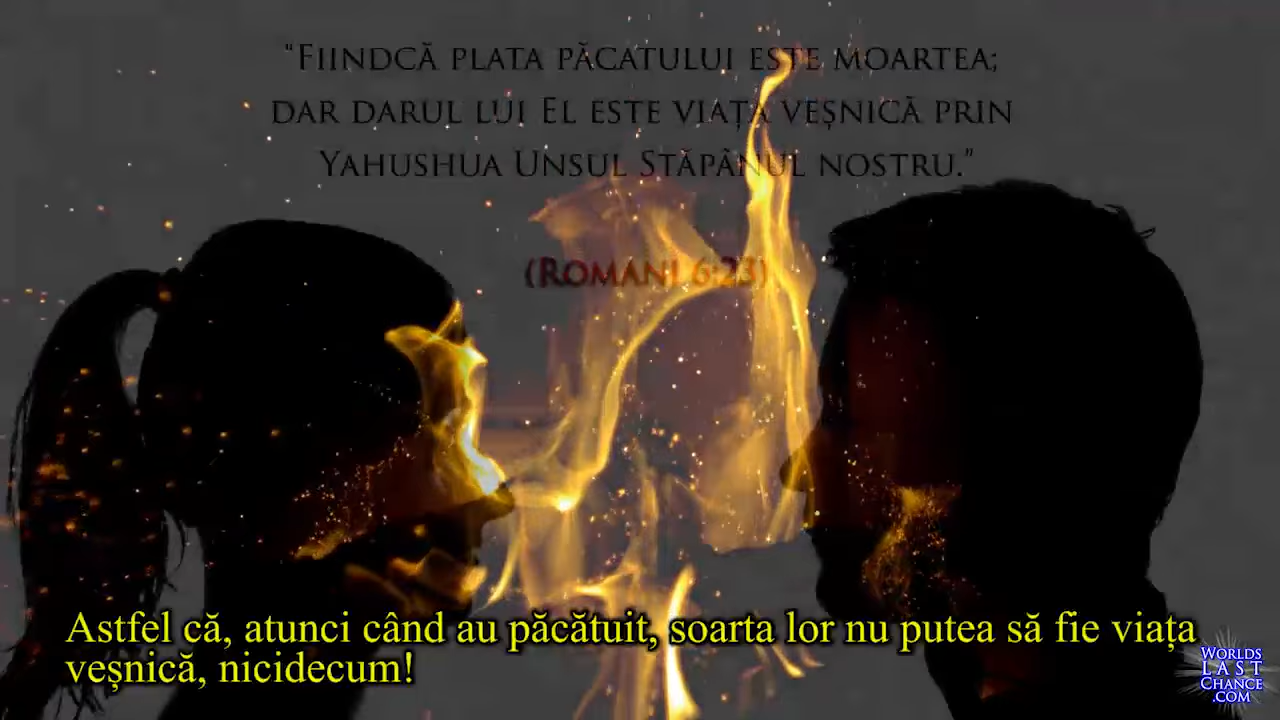 “Fiindcă plata păcatului este moartea;
dar darul lui El este viața veșnică prin
Yahushua Unsul Stăpânul nostru.”
(Romani 6:23)
Astfel că, atunci când au păcătuit, soarta lor nu putea să fie viața
veșnică, nicidecum!
Worlds
Last
Chance
.com